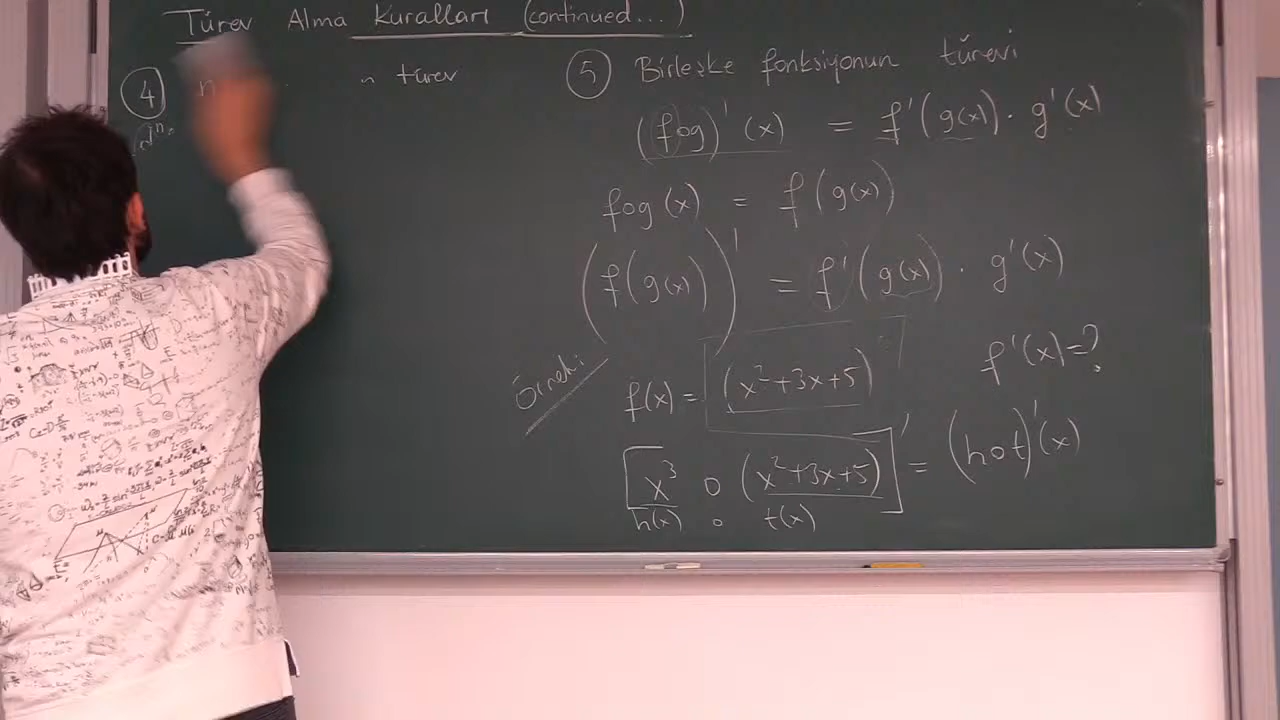 Türev Alma Kuralları (continued...)
④ n türev
⑤ Birleşke fonksiyonun türevi
(fog)'(x) = f'(g(x)) · g'(x)
fog(x) = f(g(x))
(f(g(x)))' = f'(g(x)) · g'(x)
Örnek:
f(x) = (x²+3x+5) f'(x)=?
[x³ o (x²+3x+5)]' = (hot)'(x)
h(x) o t(x)